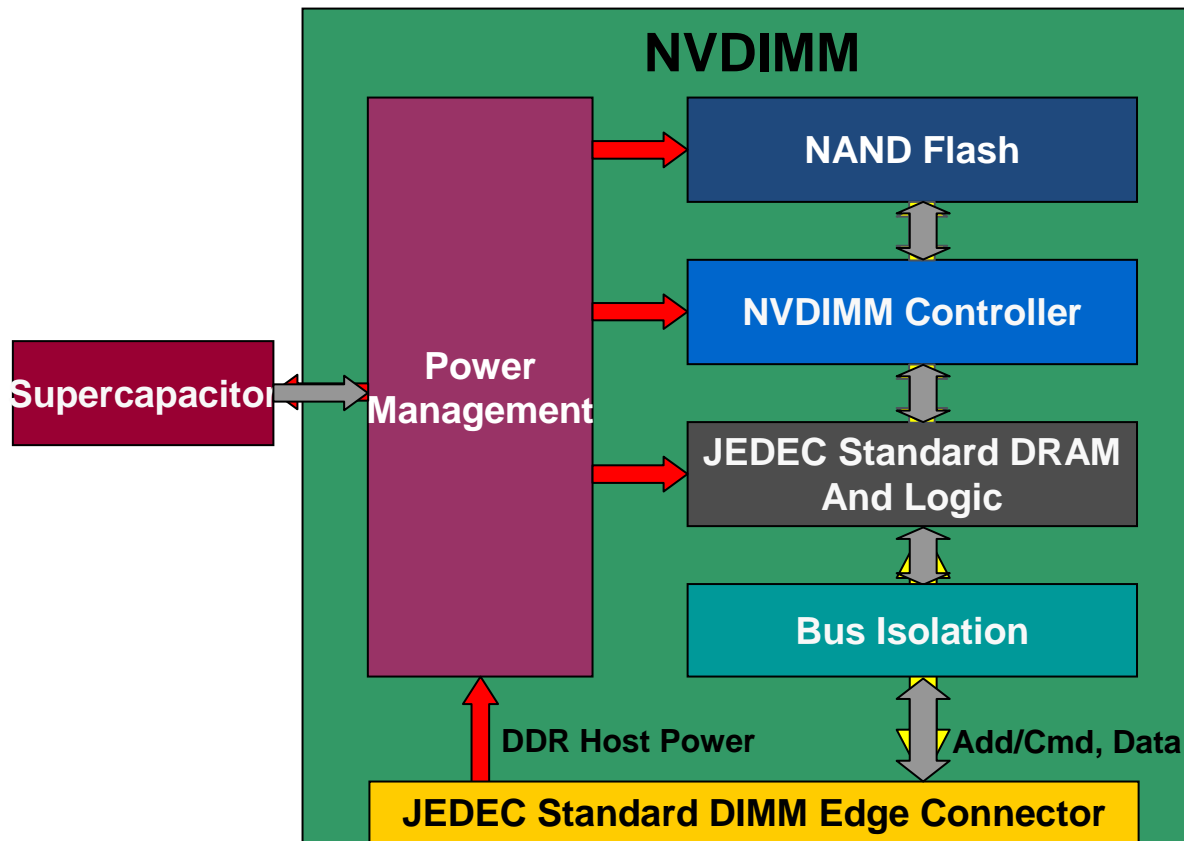 NVDIMM
NAND Flash
NVDIMM Controller
Supercapacitor
Power
Management
JEDEC Standard DRAM
And Logic
Bus Isolation
DDR Host Power
Add/Cmd, Data
JEDEC Standard DIMM Edge Connector